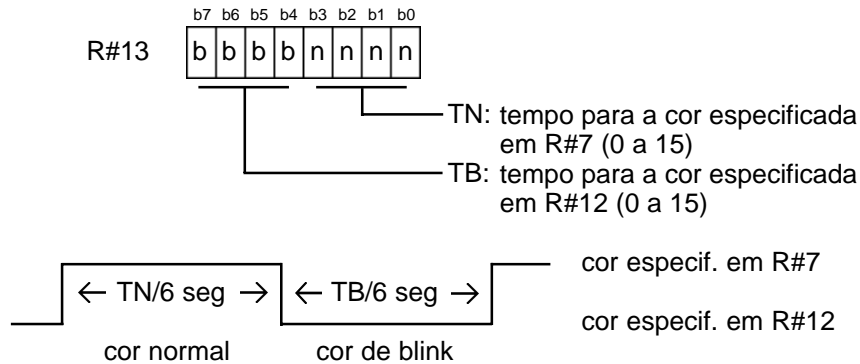 b7 b6 b5 b4 b3 b2 b1 b0
R#13 b b b b n n n n
TN: tempo para a cor especificada
em R#7 (0 a 15)
TB: tempo para a cor especificada
em R#12 (0 a 15)
cor especif. em R#7
← TN/6 seg → ← TB/6 seg →
cor especif. em R#12
cor normal cor de blink